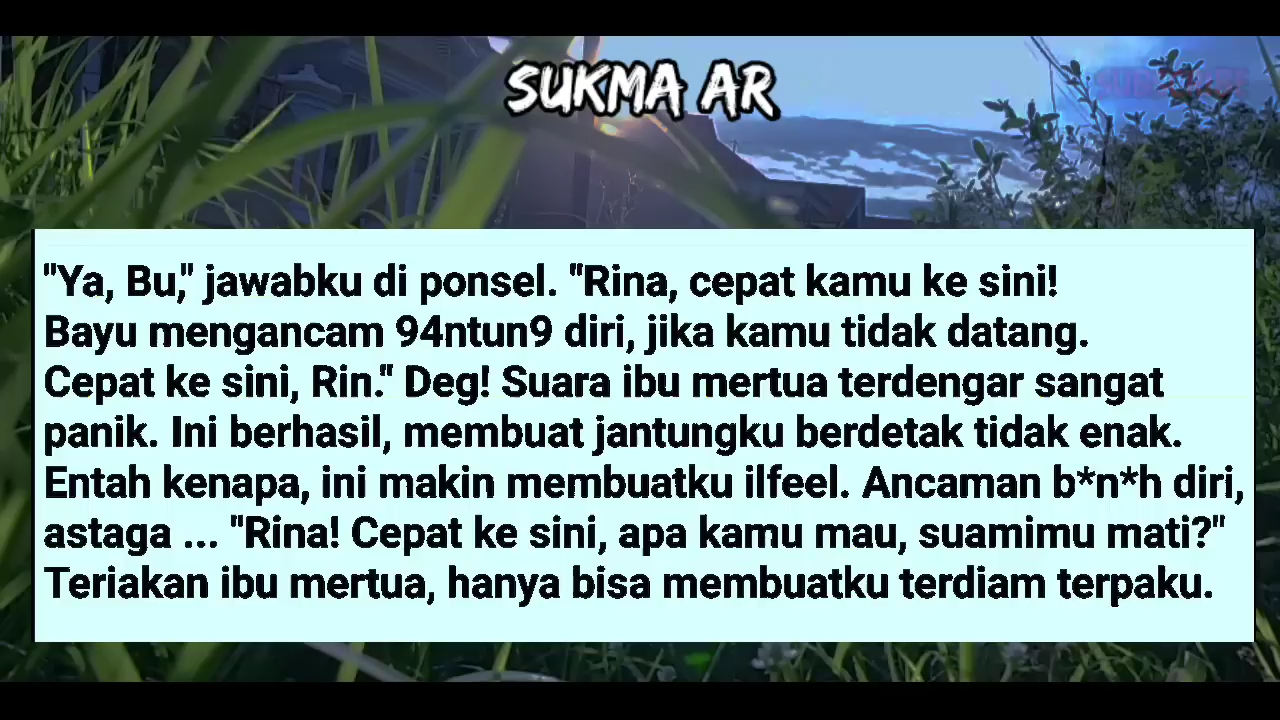 SUKMA AR
SUBSCRIBE
"Ya, Bu," jawabku di ponsel. "Rina, cepat kamu ke sini!
Bayu mengancam 94ntun9 diri, jika kamu tidak datang.
Cepat ke sini, Rin." Deg! Suara ibu mertua terdengar sangat
panik. Ini berhasil, membuat jantungku berdetak tidak enak.
Entah kenapa, ini makin membuatku ilfeel. Ancaman b*n*h diri,
astaga ... "Rina! Cepat ke sini, apa kamu mau, suamimu mati?"
Teriakan ibu mertua, hanya bisa membuatku terdiam terpaku.